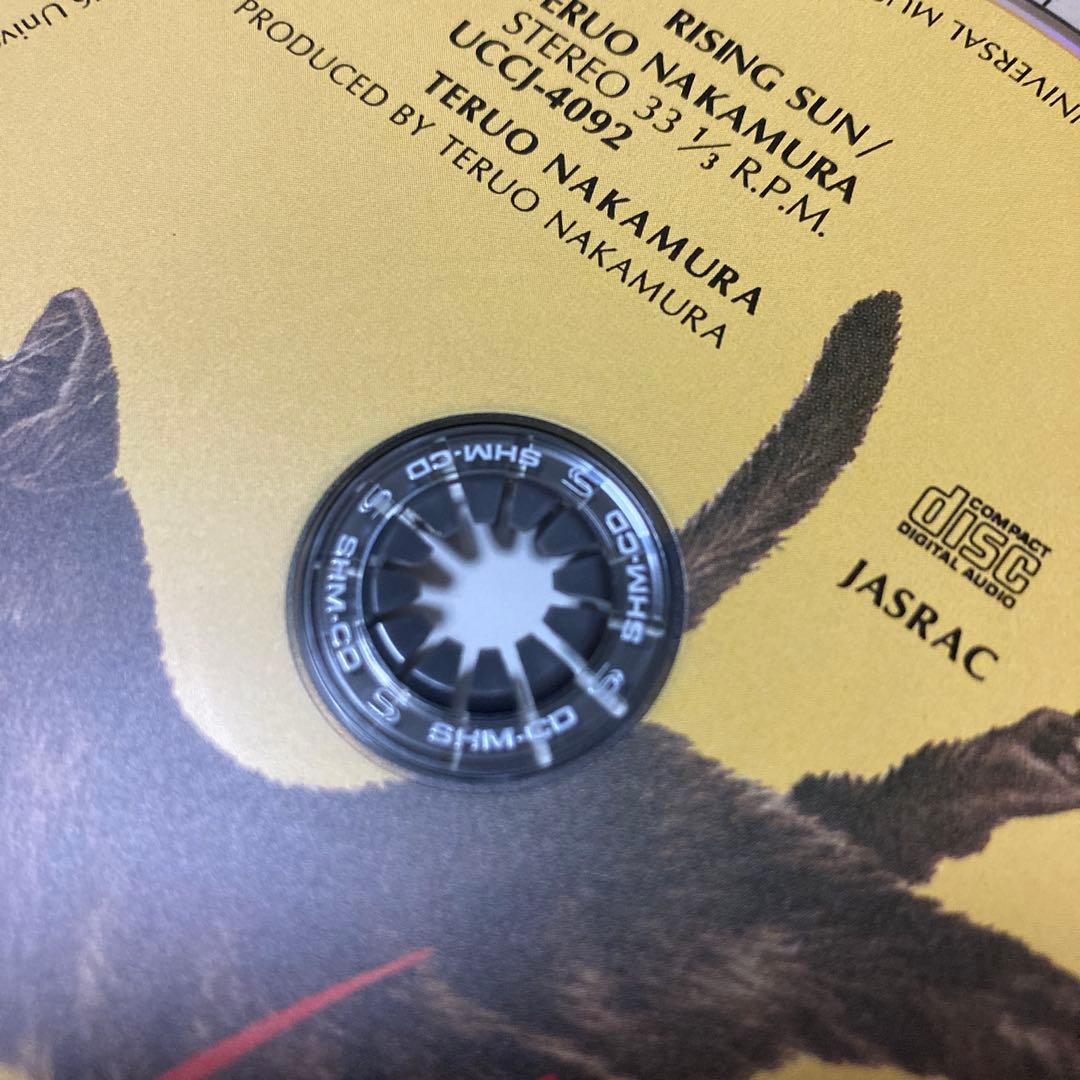 RISING SUN/
TERUO NAKAMURA
STEREO 33 ⅓ R.P.M.
UCCJ-4092
TERUO NAKAMURA
PRODUCED BY TERUO NAKAMURA
UNIVERSAL
COMPACT
disc
DIGITAL AUDIO
JASRAC
SHM-CD
S
SHM-CD
S
SHM-CD
S
SHM-CD
S